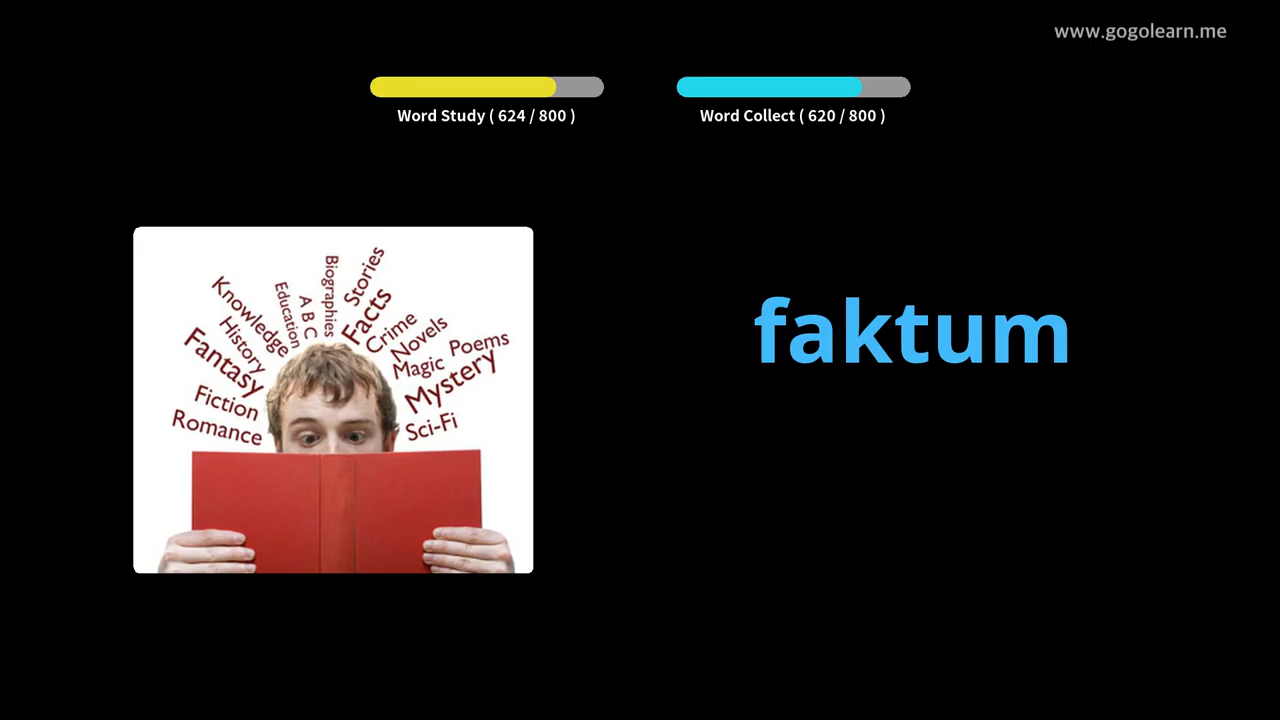 www.gogolearn.me
Word Study ( 624 / 800 )
Word Collect ( 620 / 800 )
faktum
Romance
Fiction
Fantasy
History
Knowledge
Education
A B C
Biographies
Stories
Facts
Crime
Novels
Magic
Poems
Mystery
Sci-Fi